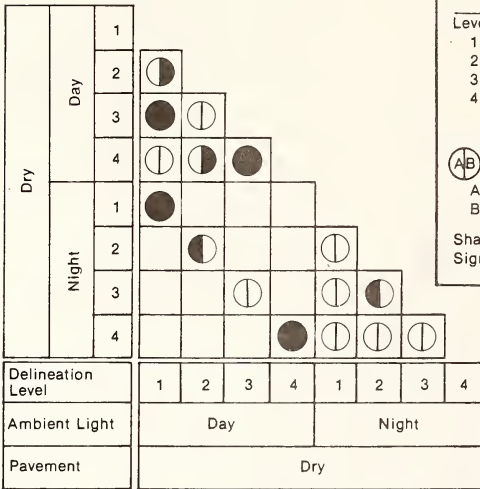 Leve
1
2
3
4
AB
A
B
Sha
Sign
Dry
Day
1
2
3
4
Night
1
2
3
4
Delineation Level 1 2 3 4 1 2 3 4
Ambient Light Day Night
Pavement Dry